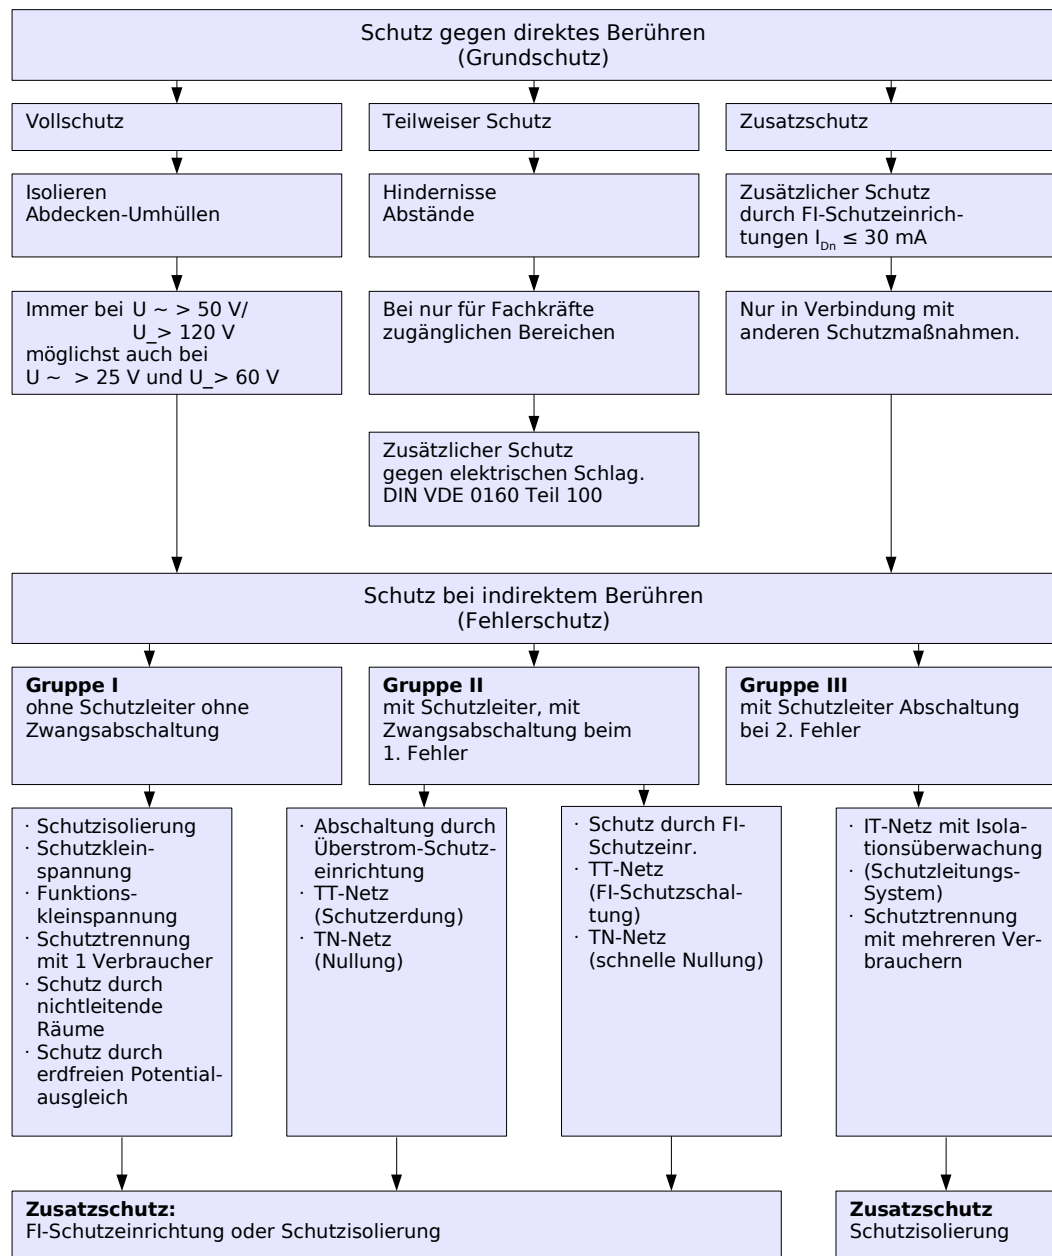 Schutz gegen direktes Berühren
(Grundschutz)
Vollschutz
Teilweiser Schutz
Zusatzschutz
Isolieren
Abdecken-Umhüllen
Hindernisse
Abstände
Zusätzlicher Schutz
durch FI-Schutzeinrich-
tungen I_Dn ≤ 30 mA
Immer bei U ~ > 50 V/
U_> 120 V
möglichst auch bei
U ~ > 25 V und U_> 60 V
Bei nur für Fachkräfte
zugänglichen Bereichen
Nur in Verbindung mit
anderen Schutzmaßnahmen.
Zusätzlicher Schutz
gegen elektrischen Schlag.
DIN VDE 0160 Teil 100
Schutz bei indirektem Berühren
(Fehlerschutz)
Gruppe I
ohne Schutzleiter ohne
Zwangsabschaltung
Gruppe II
mit Schutzleiter, mit
Zwangsabschaltung beim
1. Fehler
Gruppe III
mit Schutzleiter Abschaltung
bei 2. Fehler
· Schutzisolierung
· Schutzklein-
spannung
· Funktions-
kleinspannung
· Schutztrennung
mit 1 Verbraucher
· Schutz durch
nichtleitende
Räume
· Schutz durch
erdfreien Potential-
ausgleich
· Abschaltung durch
Überstrom-Schutz-
einrichtung
· TT-Netz
(Schutzerdung)
· TN-Netz
(Nullung)
· Schutz durch FI-
Schutzeinr.
· TT-Netz
(FI-Schutzschal-
tung)
· TN-Netz
(schnelle Nullung)
· IT-Netz mit Isola-
tionsüberwachung
· (Schutzleitungs-
System)
· Schutztrennung
mit mehreren Ver-
brauchern
Zusatzschutz:
FI-Schutzeinrichtung oder Schutzisolierung
Zusatzschutz
Schutzisolierung